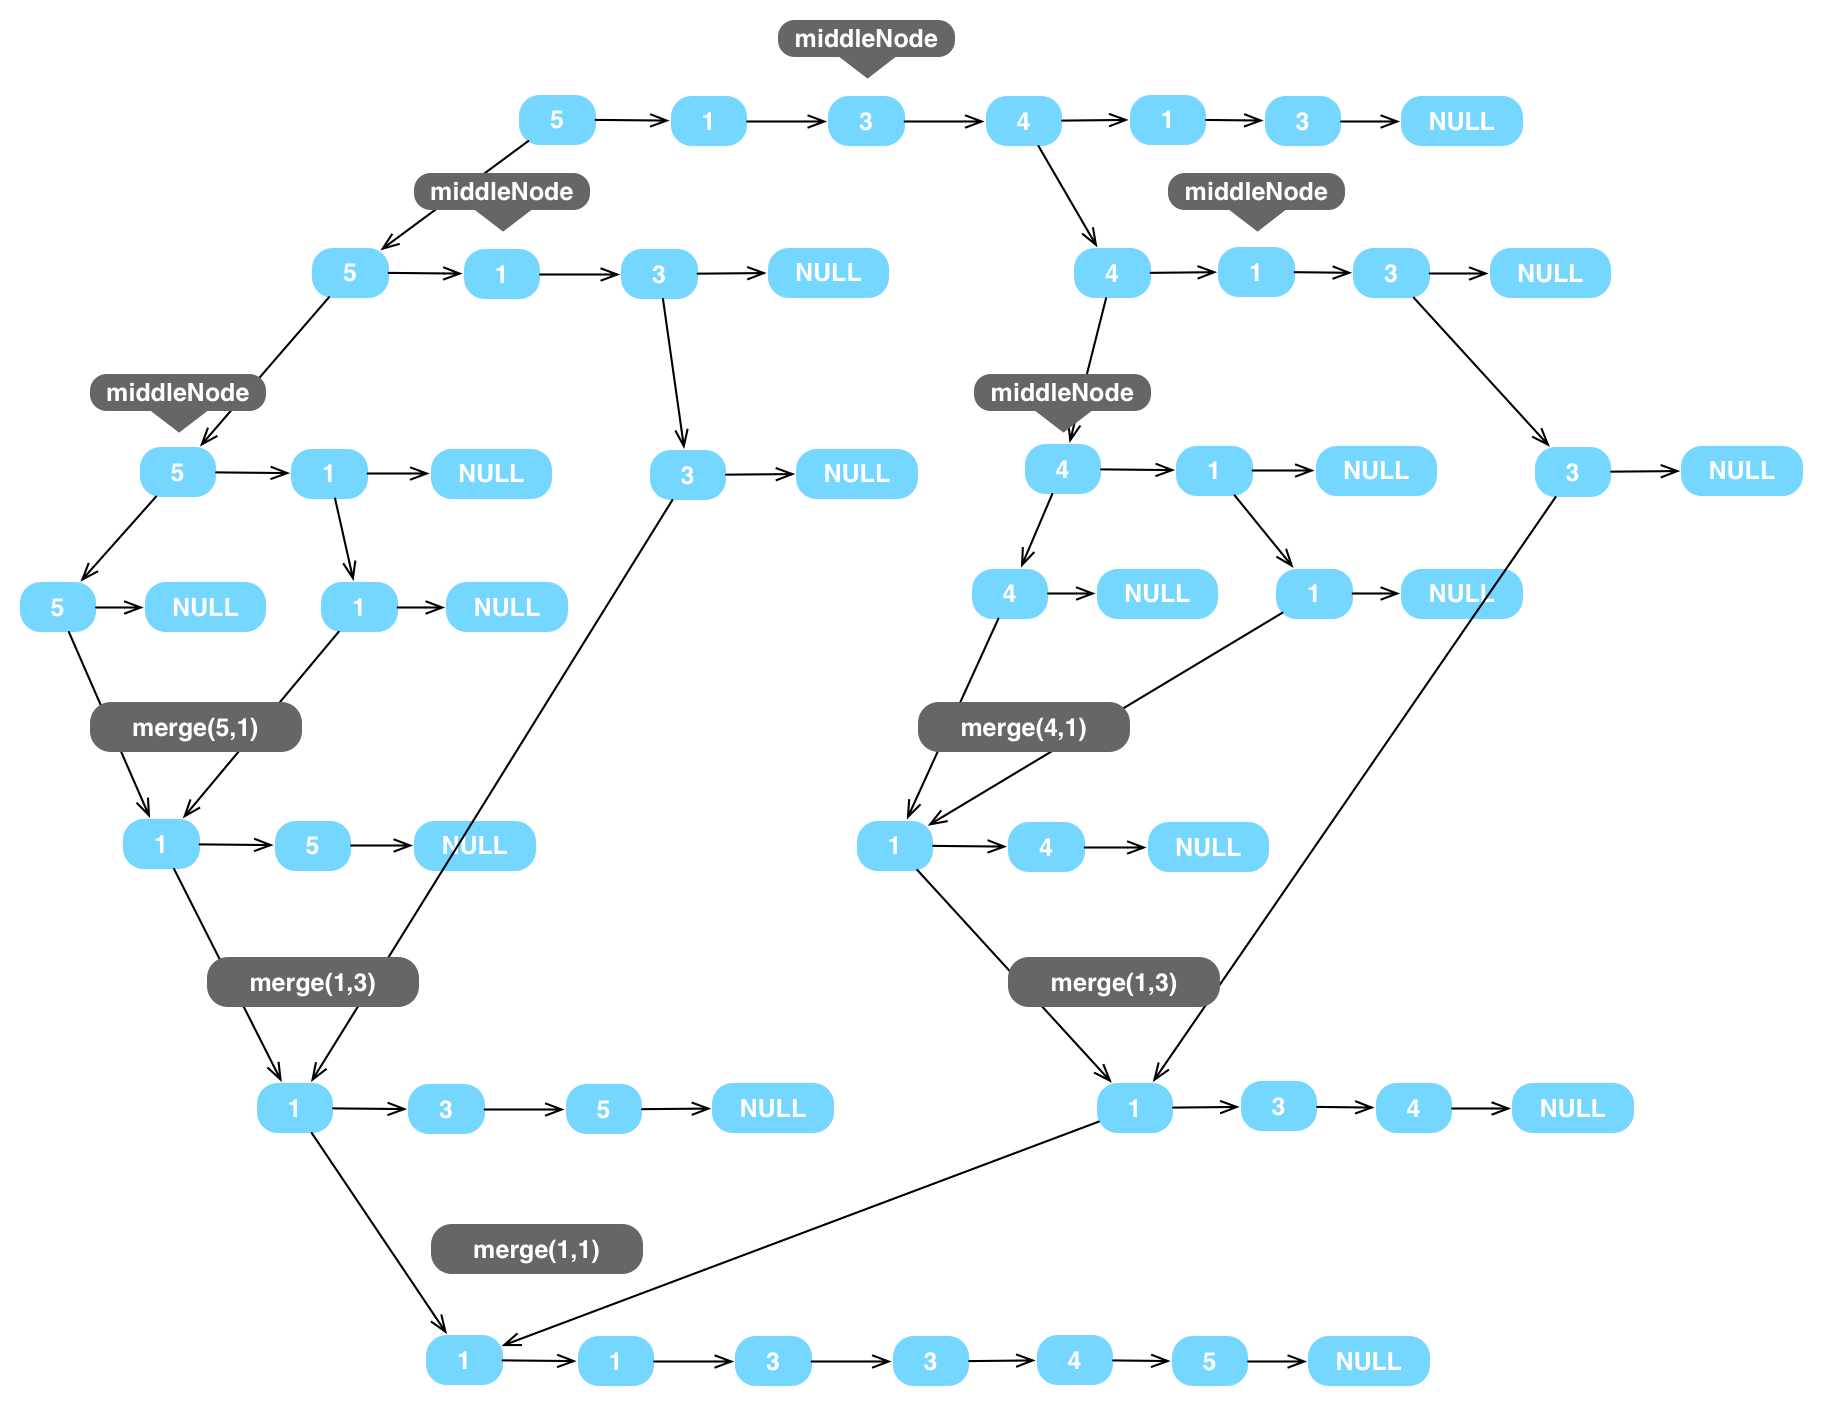 middleNode
5 1 3 4 1 3 NULL
middleNode middleNode
5 1 3 NULL 4 1 3 NULL
middleNode middleNode
5 1 NULL 3 NULL 4 1 NULL 3 NULL
5 NULL 1 NULL 4 NULL 1 NULL
merge(5,1) merge(4,1)
1 5 NULL 1 4 NULL
merge(1,3) merge(1,3)
1 3 5 NULL 1 3 4 NULL
merge(1,1)
1 1 3 3 4 5 NULL